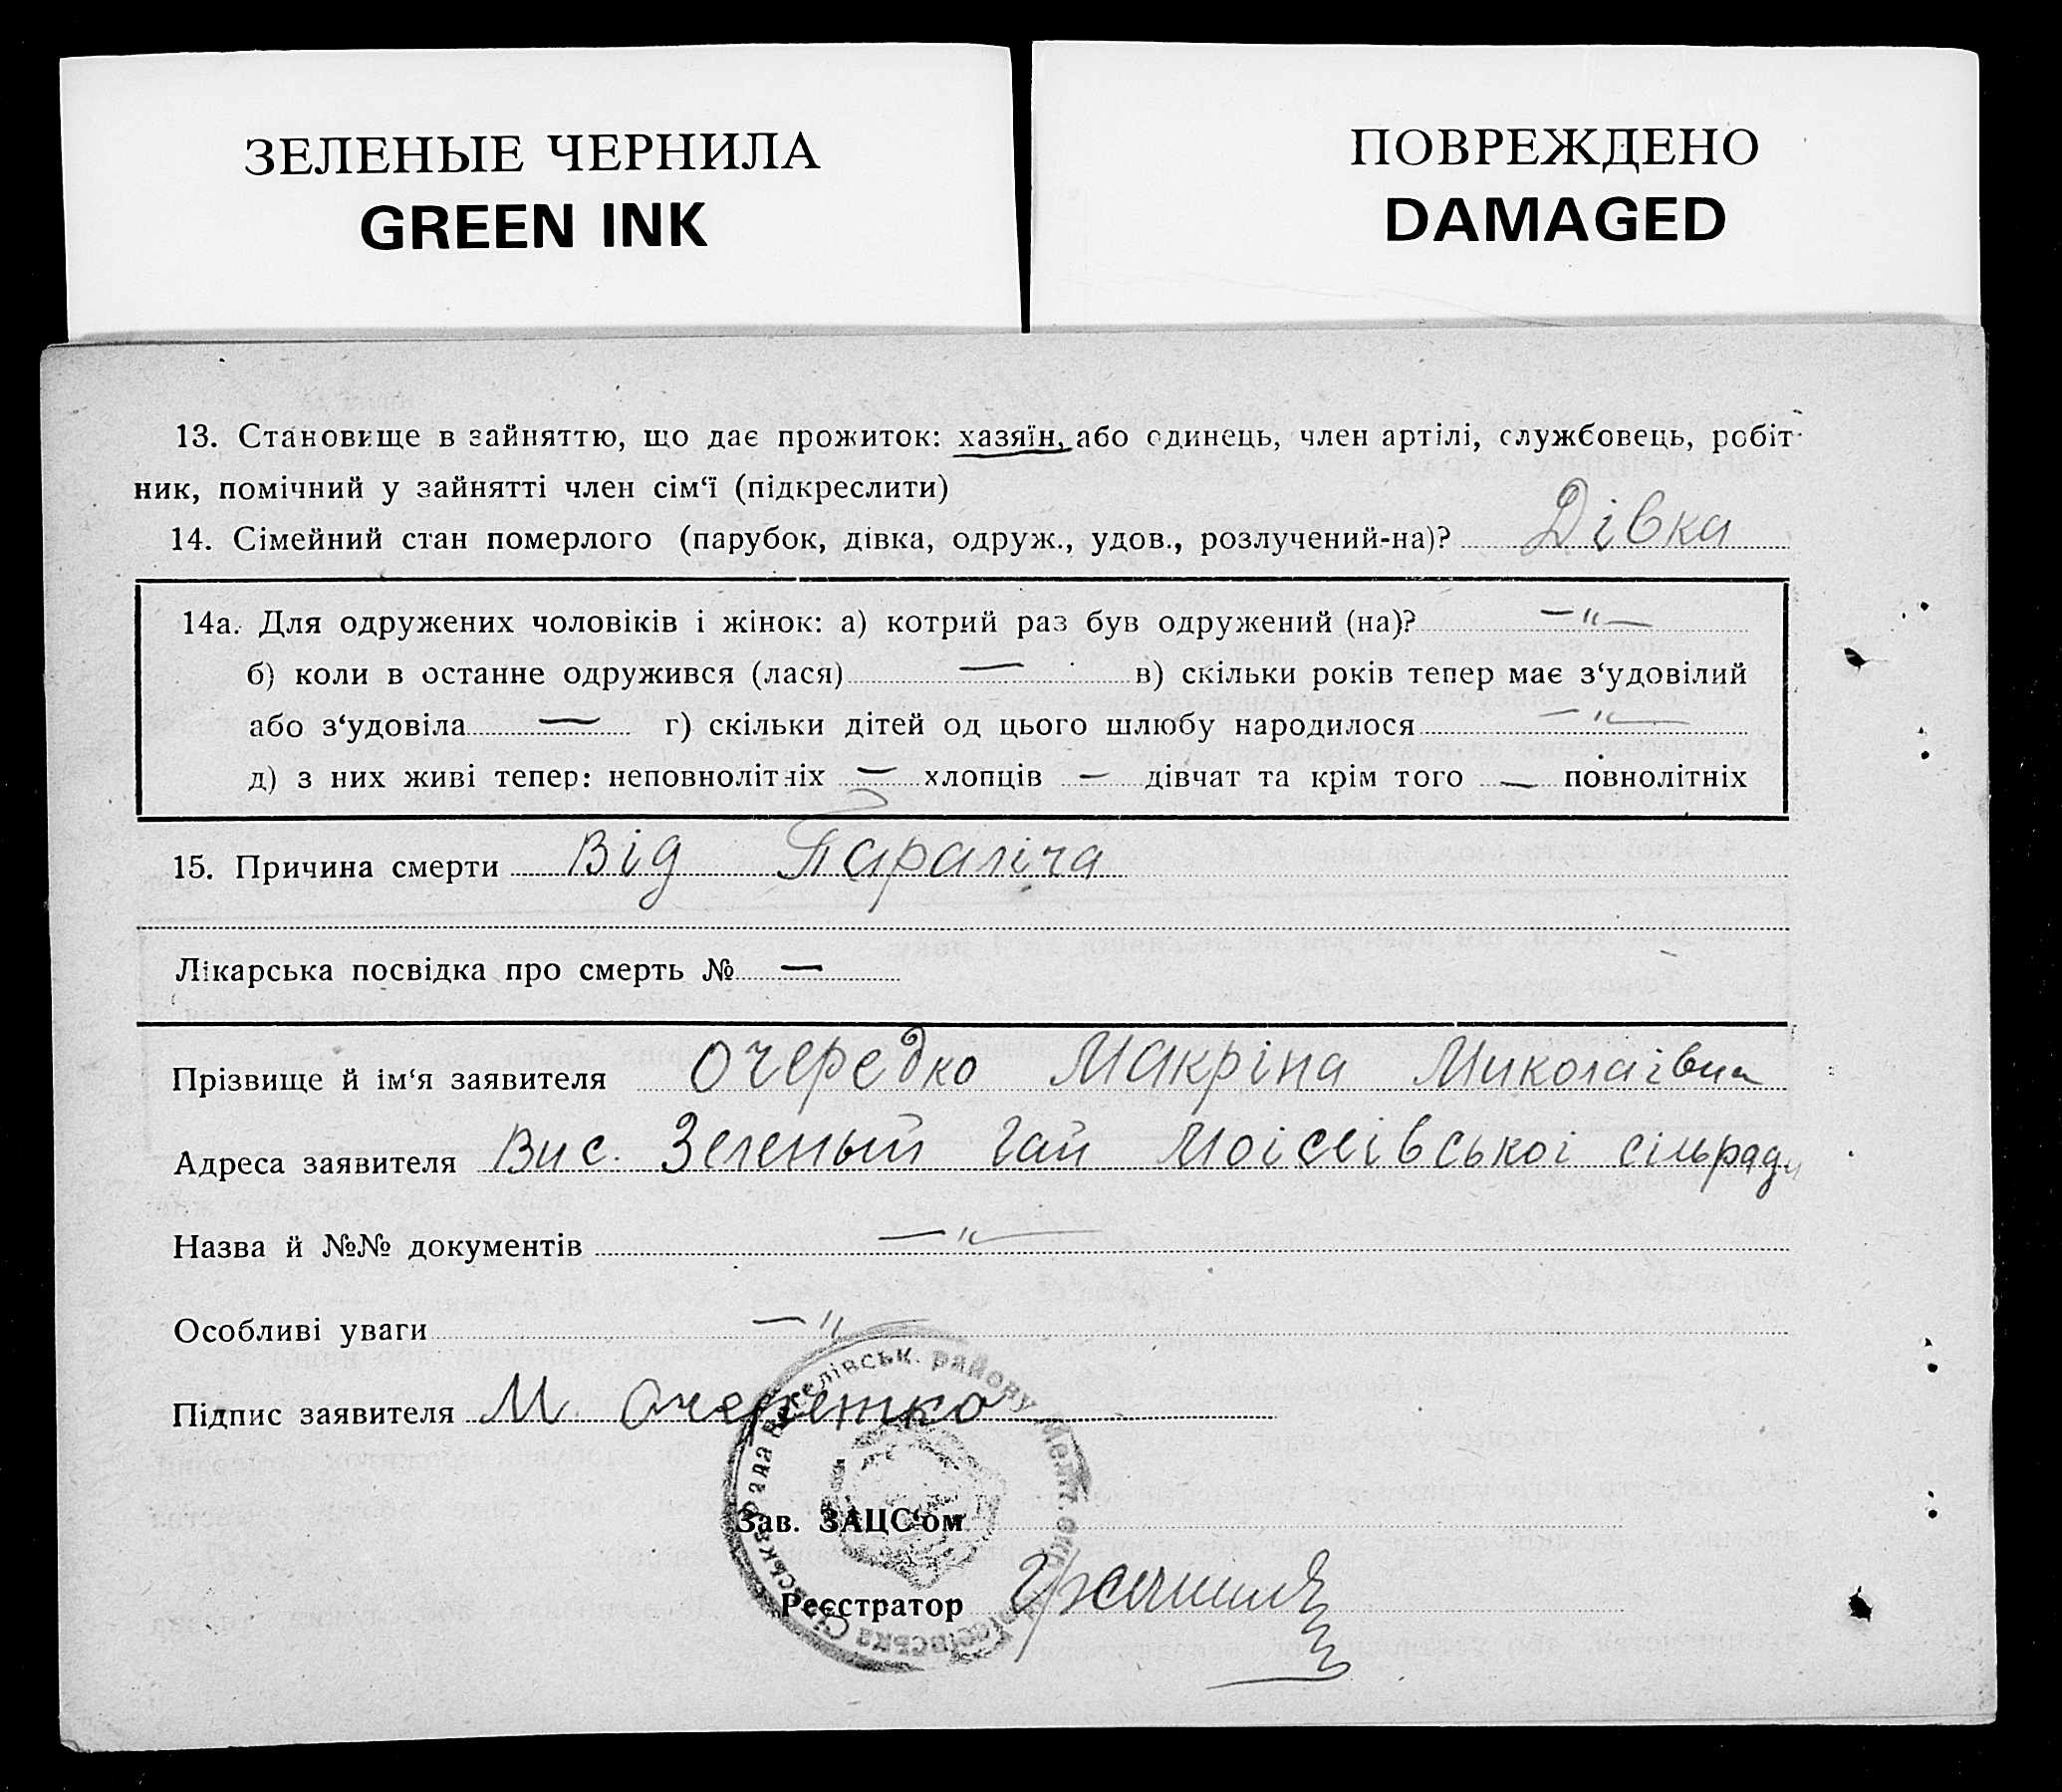 ЗЕЛЕНЫЕ ЧЕРНИЛА
GREEN INK
ПОВРЕЖДЕНО
DAMAGED
13. Становище в зайняттю, що дає прожиток: хазяїн, або одинець, член артілі, службовець, робіт-
ник, помічний у зайнятті член сім‘ї (підкреслити)
14. Сімейний стан померлого (парубок, дівка, одруж., удов., розлучений-на)? Дівка
14а. Для одружених чоловіків і жінок: а) котрий раз був одружений (на)? —〃—
б) коли в останне одружився (лася) — в) скільки років тепер має з‘удовілий
або з‘удовіла — г) скільки дітей од цього шлюбу народилося —〃—
д) з них живі тепер: неповнолітніх — хлопців — дівчат та крім того — повнолітніх
15. Причина смерти Від Параліча
Лікарська посвідка про смерть № —
Прізвище й ім‘я заявителя Очередко Макріна Миколаівна
Адреса заявителя Вис. Зеленый Гай Моісеівськоі сільради
Назва й №№ документів —〃—
Особливі уваги —〃—
Підпис заявителя М. Очеретко
Зав. ЗАЦС‘ом
Реєстратор